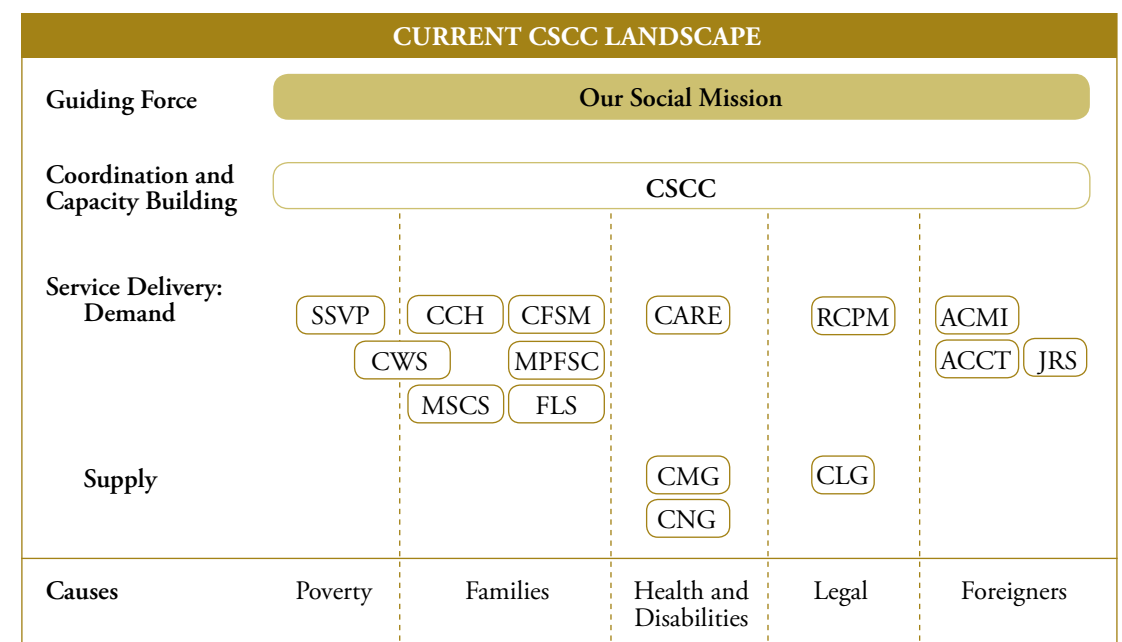 CURRENT CSCC LANDSCAPE
Guiding Force
Our Social Mission
Coordination and
Capacity Building
CSCC
Service Delivery:
Demand
SSVP
CCH
CFSM
CARE
RCPM
ACMI
CWS
MPFSC
ACCT
JRS
MSCS
FLS
Supply
CMG
CLG
CNG
Causes
Poverty
Families
Health and
Disabilities
Legal
Foreigners